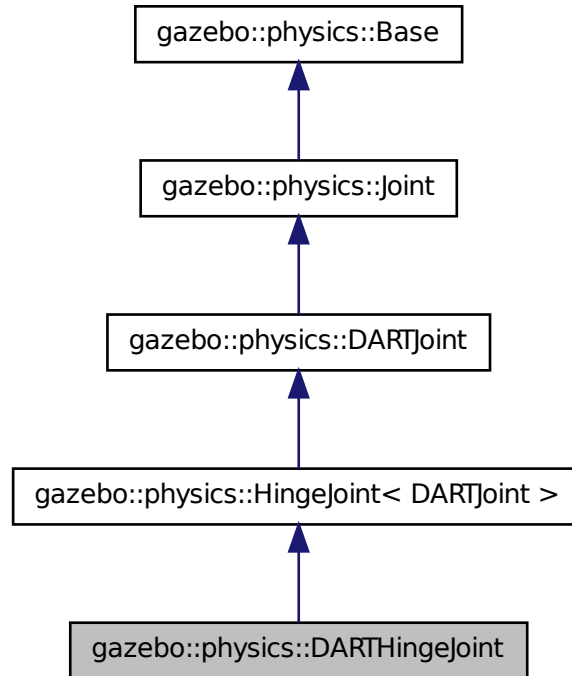 gazebo::physics::Base
gazebo::physics::Joint
gazebo::physics::DARTJoint
gazebo::physics::HingeJoint< DARTJoint >
gazebo::physics::DARTHingeJoint